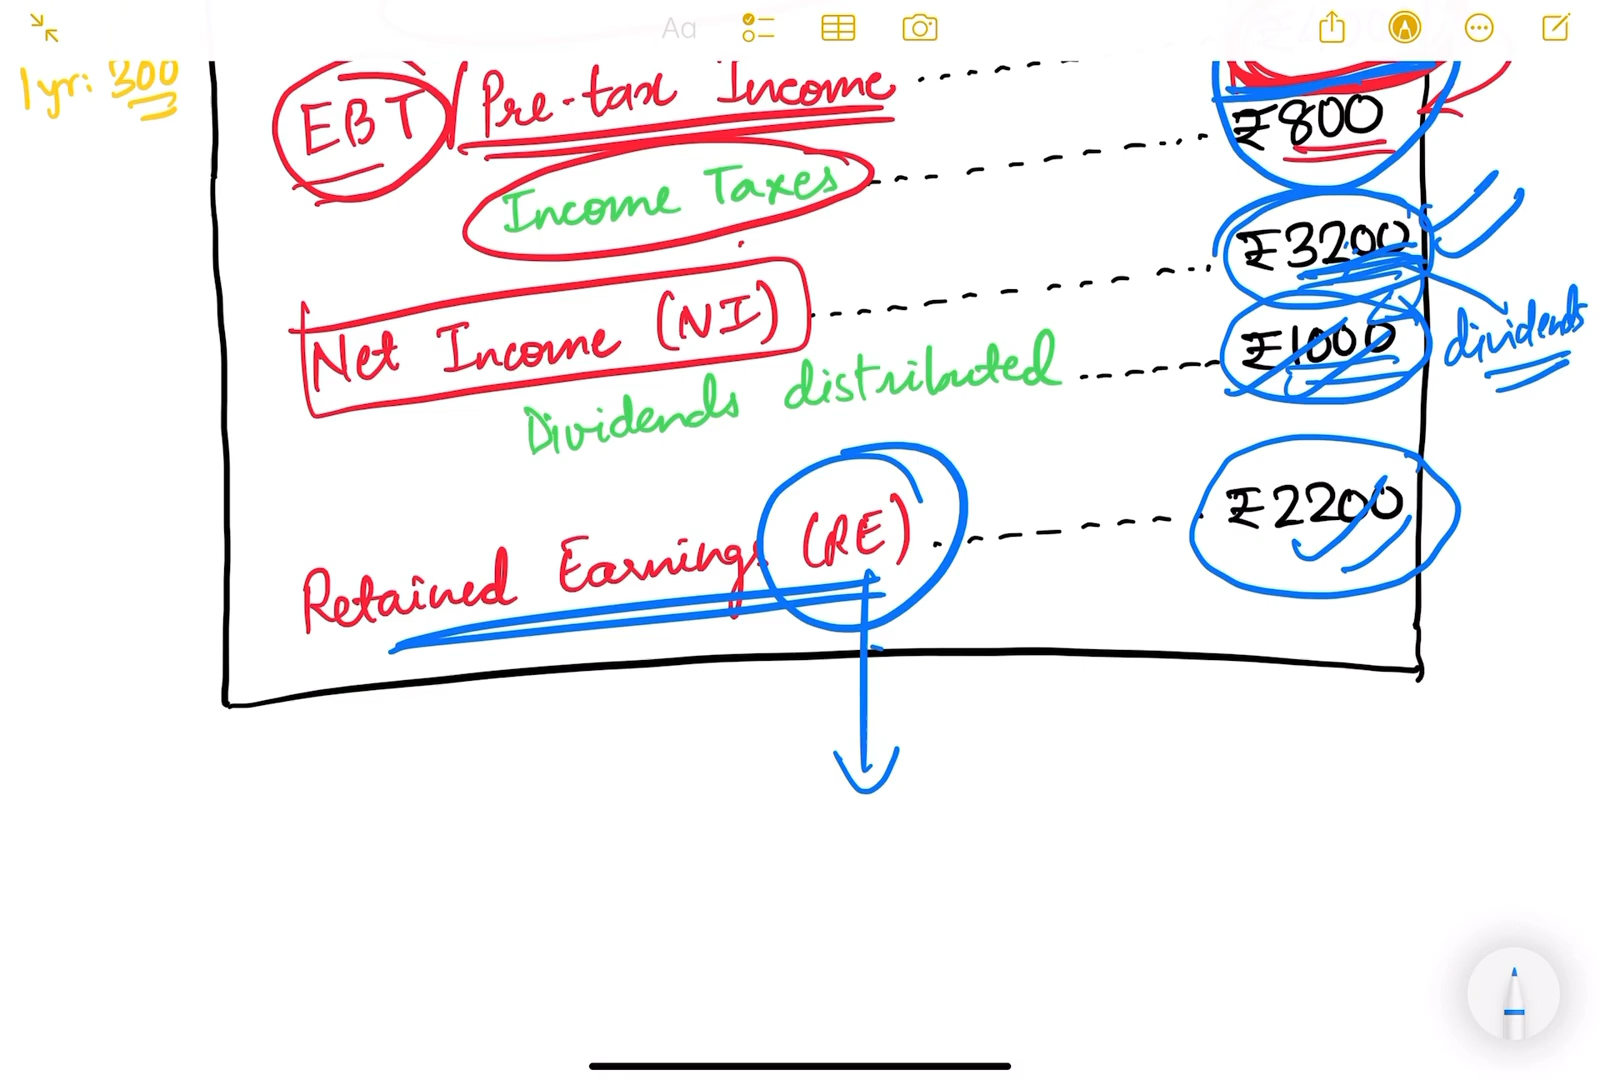 Aa
1yr: 300
EBT / Pre-tax Income
Income Taxes ₹800
Net Income (NI) ₹3200
Dividends distributed ₹1000 dividends
Retained Earnings (RE) ₹2200